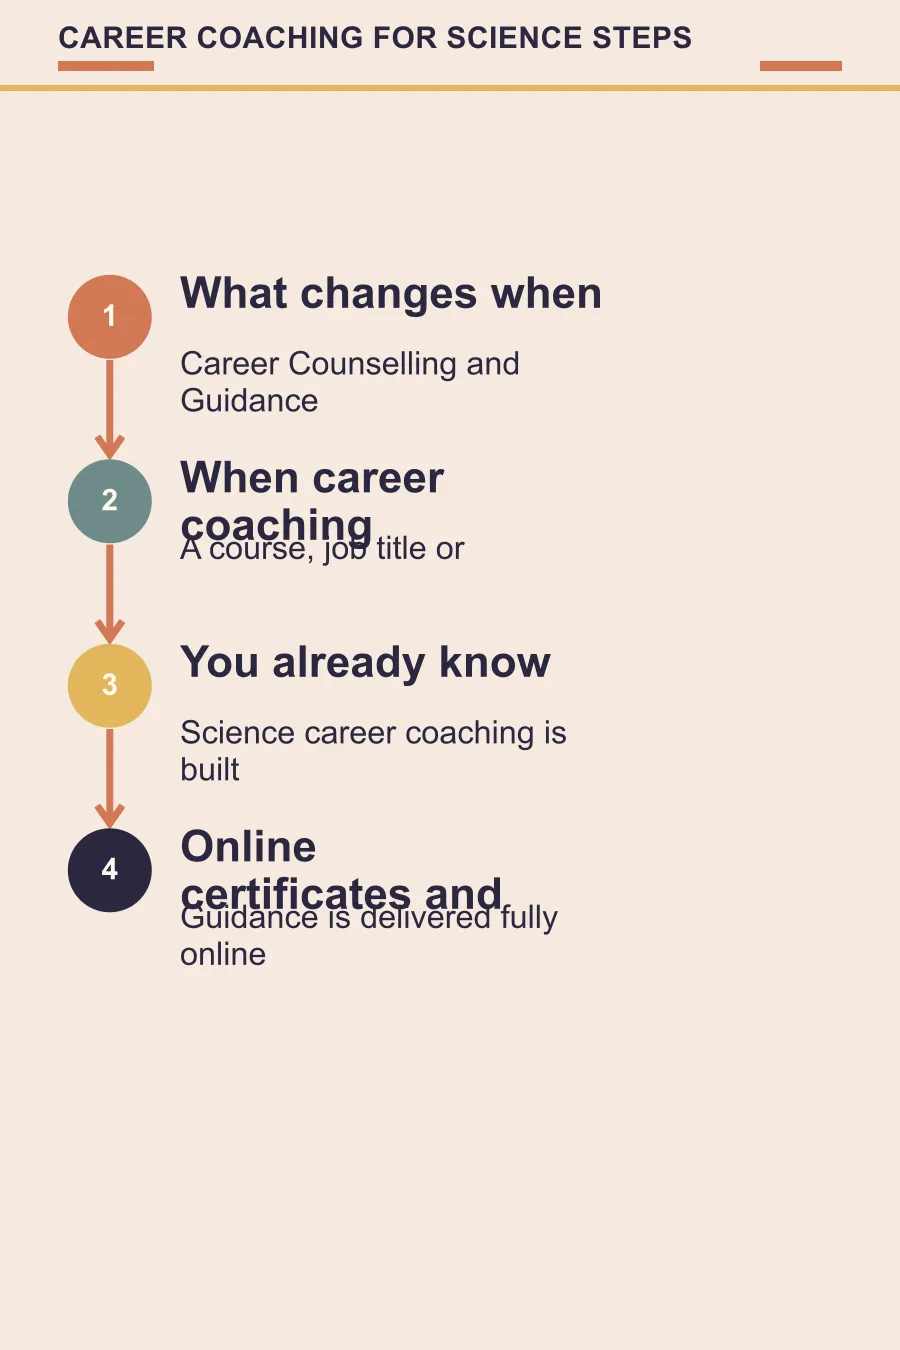 CAREER COACHING FOR SCIENCE STEPS
1
What changes when
Career Counselling and
Guidance
2
When career
coaching
A course, job title or
3
You already know
Science career coaching is
built
4
Online
certificates and
Guidance is delivered fully
online